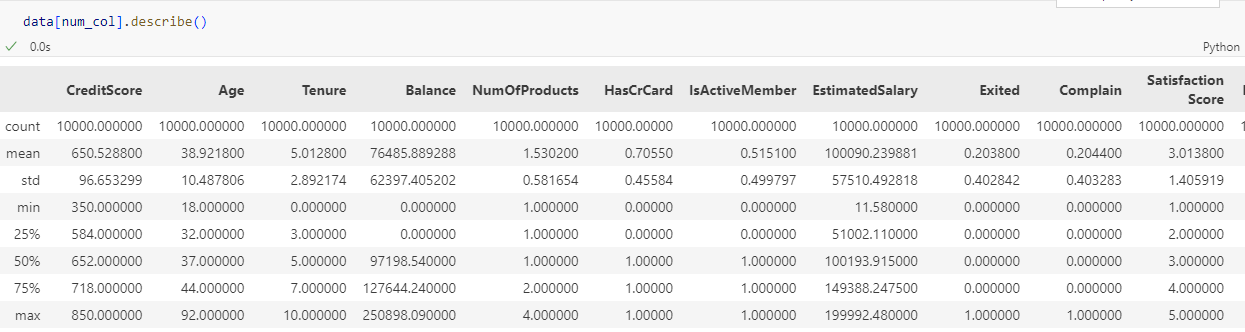 data[num_col].describe()
0.0s
Python
CreditScore Age Tenure Balance NumOfProducts HasCrCard IsActiveMember EstimatedSalary Exited Complain Satisfaction Score
count 10000.000000 10000.000000 10000.000000 10000.000000 10000.000000 10000.00000 10000.000000 10000.000000 10000.000000 10000.000000 10000.000000
mean 650.528800 38.921800 5.012800 76485.889288 1.530200 0.70550 0.515100 100090.239881 0.203800 0.204400 3.013800
std 96.653299 10.487806 2.892174 62397.405202 0.581654 0.45584 0.499797 57510.492818 0.402842 0.403283 1.405919
min 350.000000 18.000000 0.000000 0.000000 1.000000 0.00000 0.000000 11.580000 0.000000 0.000000 1.000000
25% 584.000000 32.000000 3.000000 0.000000 1.000000 0.00000 0.000000 51002.110000 0.000000 0.000000 2.000000
50% 652.000000 37.000000 5.000000 97198.540000 1.000000 1.00000 1.000000 100193.915000 0.000000 0.000000 3.000000
75% 718.000000 44.000000 7.000000 127644.240000 2.000000 1.00000 1.000000 149388.247500 0.000000 0.000000 4.000000
max 850.000000 92.000000 10.000000 250898.090000 4.000000 1.00000 1.000000 199992.480000 1.000000 1.000000 5.000000